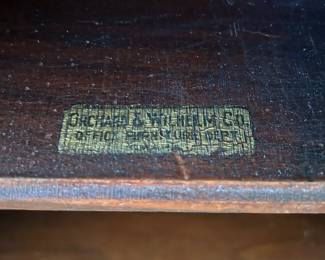 ORCHARD & WILHELM CO.
OFFICE FURNITURE DEPT.